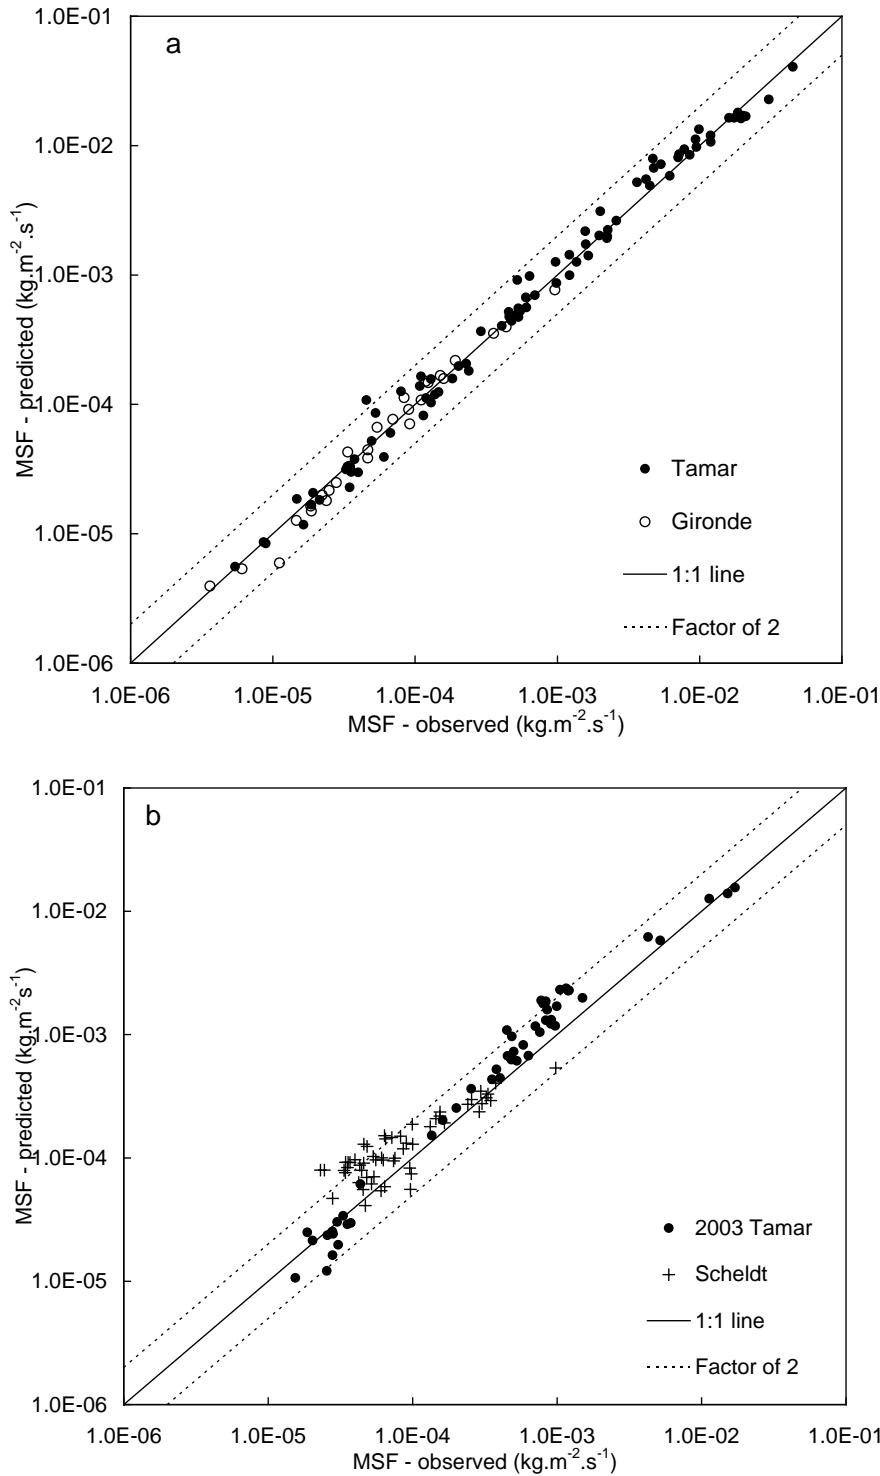 1.0E-01
a
1.0E-02
1.0E-03
1.0E-04
1.0E-05
1.0E-06
MSF - predicted (kg.m-2.s-1)
Tamar
Gironde
1:1 line
Factor of 2
1.0E-06 1.0E-05 1.0E-04 1.0E-03 1.0E-02 1.0E-01
MSF - observed (kg.m-2.s-1)
1.0E-01
b
1.0E-02
1.0E-03
1.0E-04
1.0E-05
1.0E-06
MSF - predicted (kg.m-2s-1)
2003 Tamar
Scheldt
1:1 line
Factor of 2
1.0E-06 1.0E-05 1.0E-04 1.0E-03 1.0E-02 1.0E-01
MSF - observed (kg.m-2.s-1)